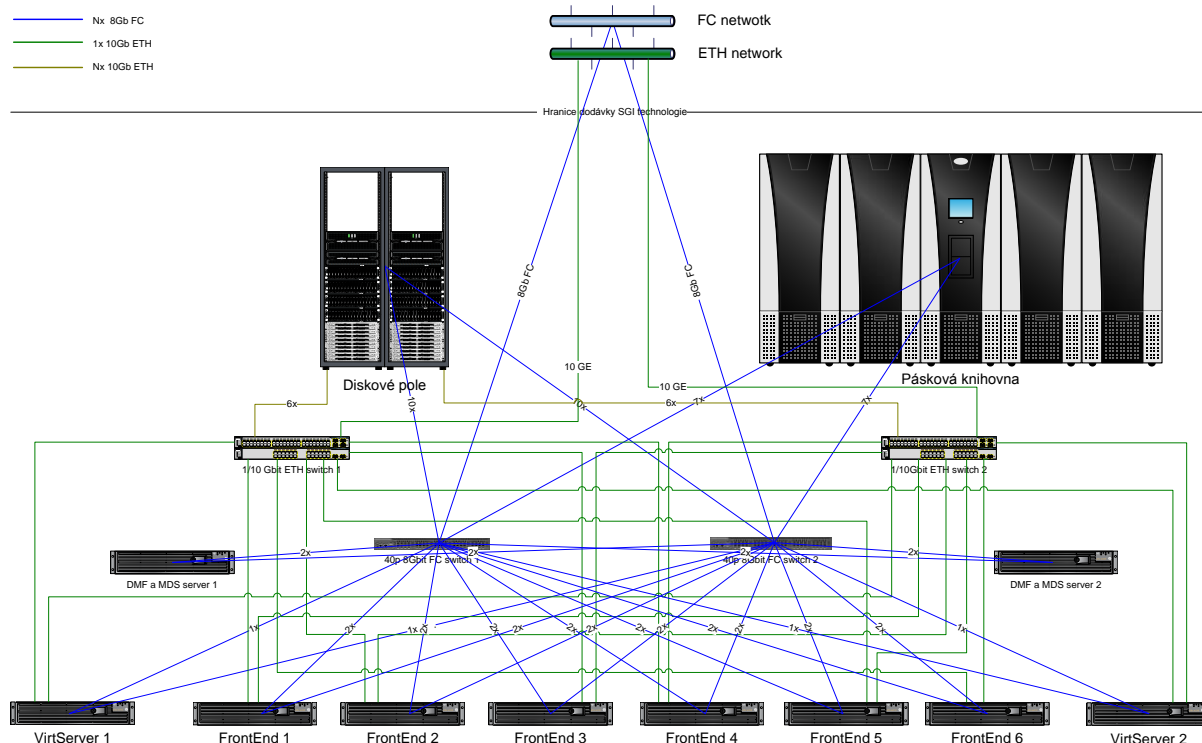 Nx 8Gb FC
1x 10Gb ETH
Nx 10Gb ETH
FC netwotk
ETH network
Hranice dodávky SGI technologie
8Gb FC
8Gb FC
10 GE
10 GE
Diskové pole
Pásková knihovna
6x
10x
10x
6x
7x
7x
1/10 Gbit ETH switch 1
1/10Gbit ETH switch 2
2x
2x
2x
2x
40p 8Gbit FC switch 1
40p 8Gbit FC switch 2
DMF a MDS server 1
DMF a MDS server 2
1x
2x
1x
2x
2x
2x
2x
2x
2x
2x
2x
2x
1x
2x
1x
VirtServer 1
FrontEnd 1
FrontEnd 2
FrontEnd 3
FrontEnd 4
FrontEnd 5
FrontEnd 6
VirtServer 2